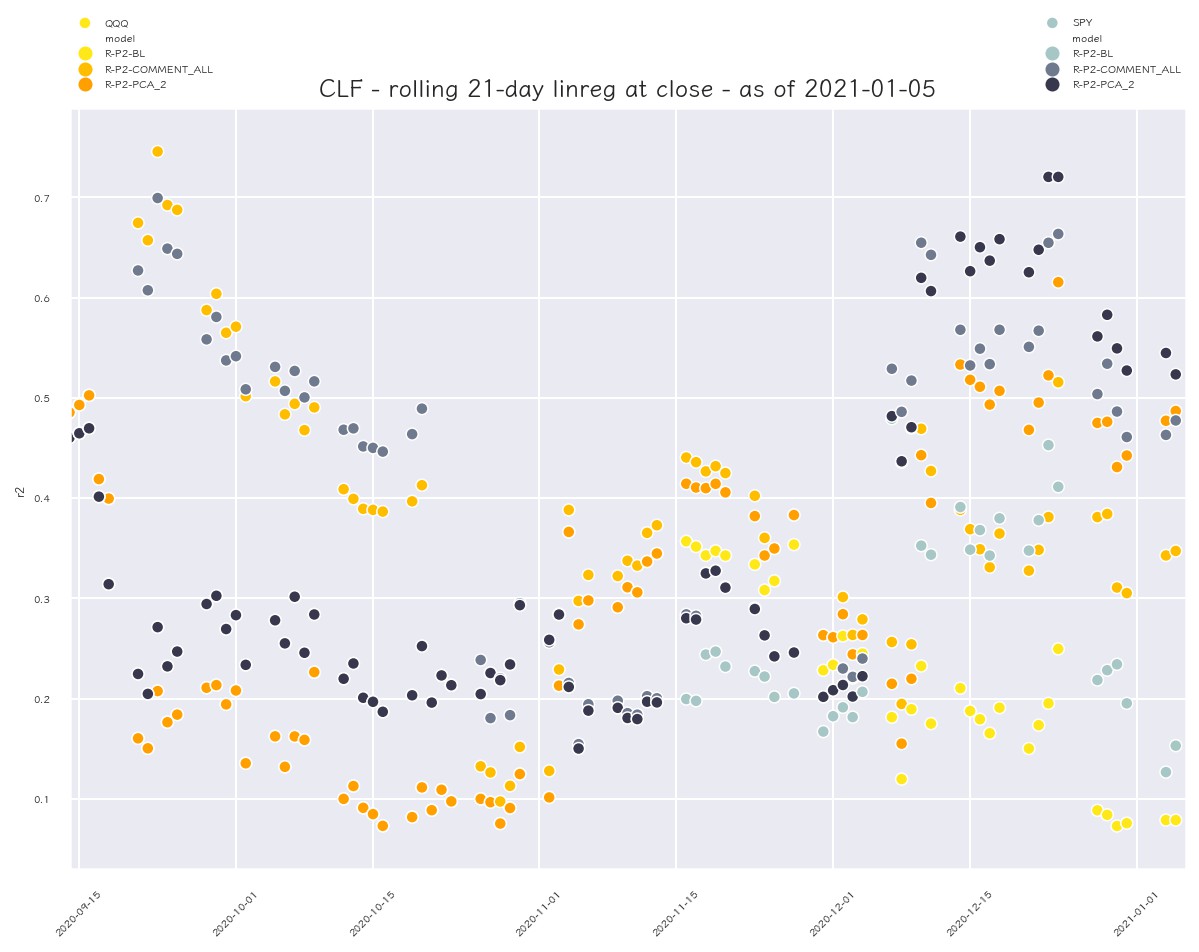 QQQ
model
R-P2-BL
R-P2-COMMENT_ALL
R-P2-PCA_2
SPY
model
R-P2-BL
R-P2-COMMENT_ALL
R-P2-PCA_2
CLF - rolling 21-day linreg at close - as of 2021-01-05
0.7
0.6
0.5
0.4
0.3
0.2
0.1
r2
2020-09-15
2020-10-01
2020-10-15
2020-11-01
2020-11-15
2020-12-01
2020-12-15
2021-01-01